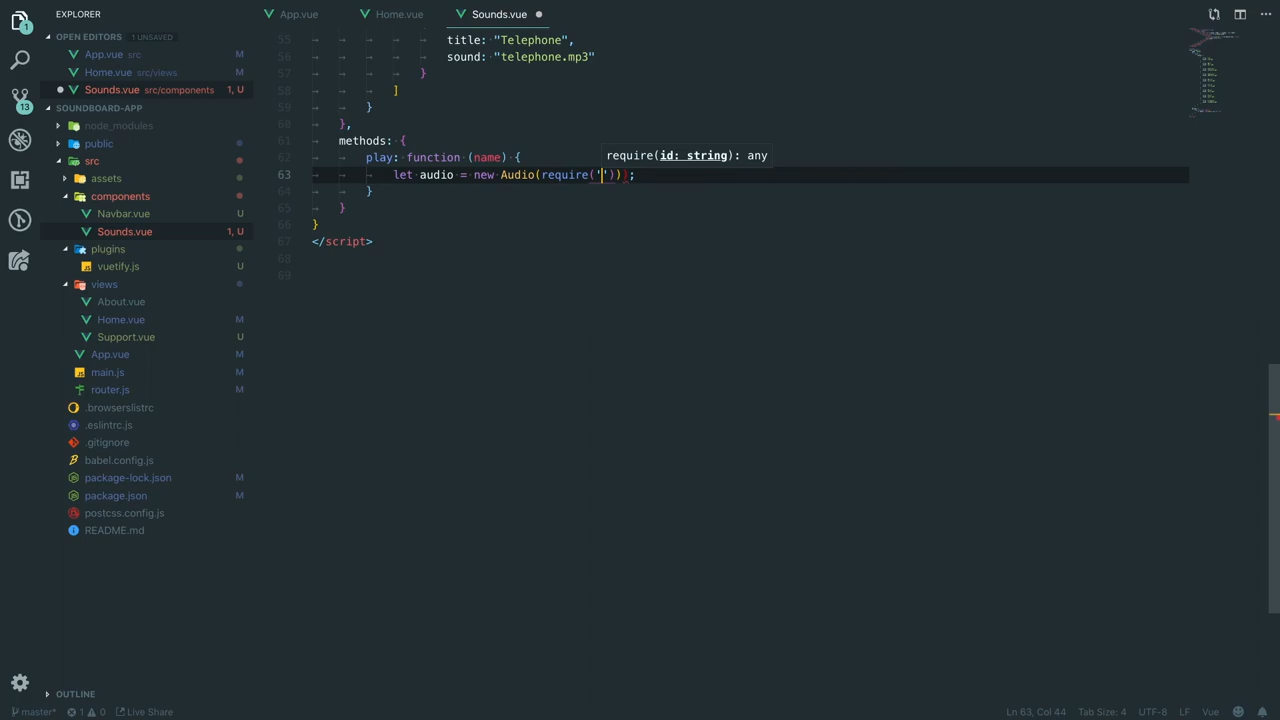 EXPLORER
App.vue
Home.vue
Sounds.vue
OPEN EDITORS 1 UNSAVED
App.vue src M
Home.vue src/views M
Sounds.vue src/components 1, U
SOUNDBOARD-APP
node_modules
public
src
assets
components
Navbar.vue U
Sounds.vue 1, U
plugins
vuetify.js U
views
About.vue U
Home.vue M
Support.vue U
App.vue M
main.js M
router.js M
.browserslistrc
.eslintrc.js
.gitignore
babel.config.js
package-lock.json M
package.json M
postcss.config.js
README.md
OUTLINE
1
13
55 title: "Telephone",
56 sound: "telephone.mp3"
57 }
58 ]
59 }
60 },
61 methods: {
62 play: function (name) {
require(id: string): any
63 let audio = new Audio(require('')));
64 }
65 }
66 }
67 </script>
68
69
master* 1 0 Live Share
Ln 63, Col 44 Tab Size: 4 UTF-8 LF Vue